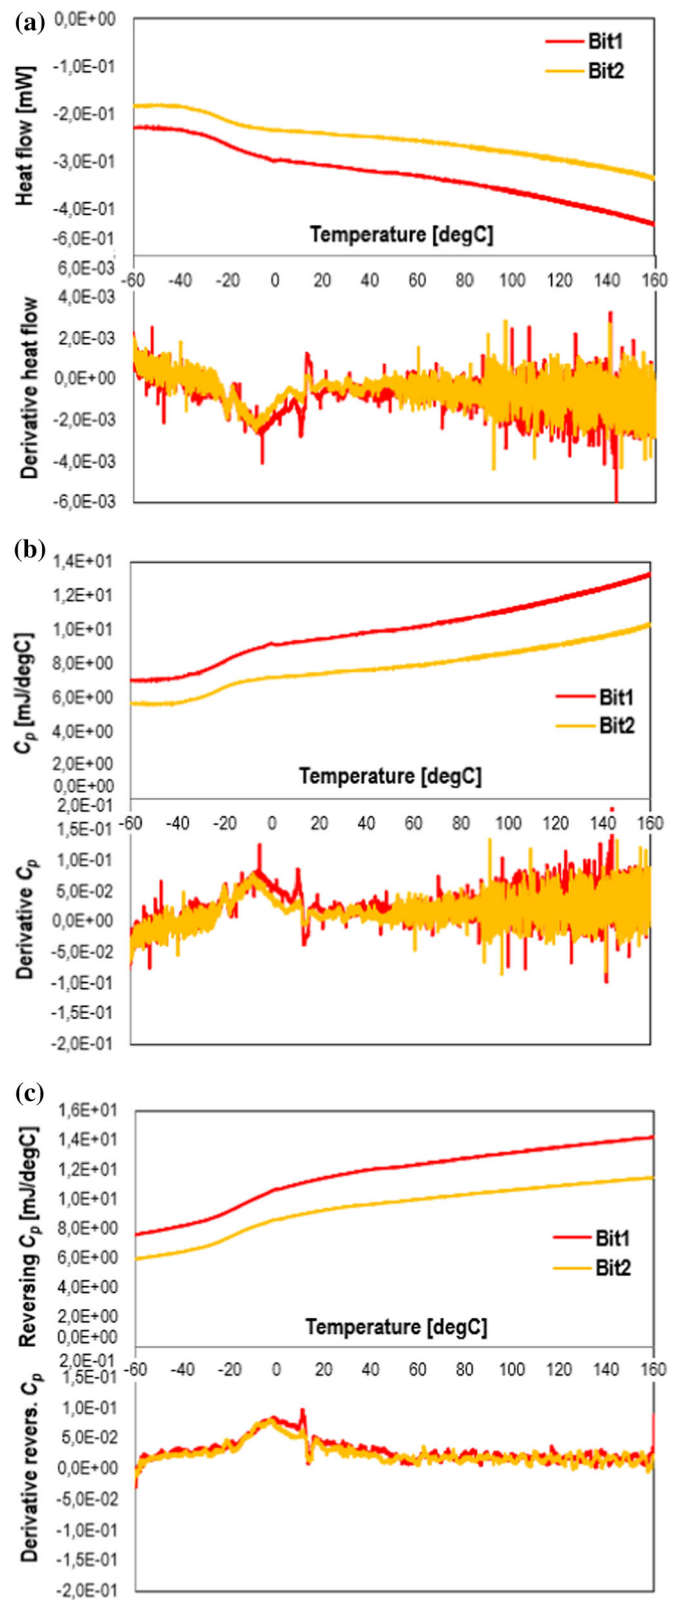 (a)
0,0E+00
-1,0E-01
-2,0E-01
-3,0E-01
-4,0E-01
-6,0E-01
Heat flow [mW]
Bit1
Bit2
Temperature [degC]
-60 -40 -20 0 20 40 60 80 100 120 140 160
6,0E-03
4,0E-03
2,0E-03
0,0E+00
-2,0E-03
-4,0E-03
-6,0E-03
Derivative heat flow
(b)
1,4E+01
1,2E+01
1,0E+01
8,0E+00
6,0E+00
4,0E+00
2,0E+00
0,0E+00
Cp [mJ/degC]
Bit1
Bit2
Temperature [degC]
-60 -40 -20 0 20 40 60 80 100 120 140 160
2,0E-01
1,5E-01
1,0E-01
5,0E-02
0,0E+00
-5,0E-02
-1,0E-01
-1,5E-01
-2,0E-01
Derivative Cp
(c)
1,6E+01
1,4E+01
1,2E+01
1,0E+01
8,0E+00
6,0E+00
4,0E+00
2,0E+00
0,0E+00
Reversing Cp [mJ/degC]
Bit1
Bit2
Temperature [degC]
-60 -40 -20 0 20 40 60 80 100 120 140 160
2,0E-01
1,5E-01
1,0E-01
5,0E-02
0,0E+00
-5,0E-02
-1,0E-01
-1,5E-01
-2,0E-01
Derivative revers. Cp